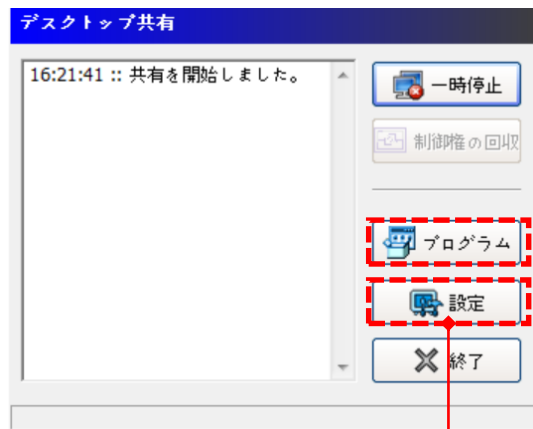 デスクトップ共有
16:21:41 :: 共有を開始しました。
一時停止
制御権の回収
プログラム
設定
終了